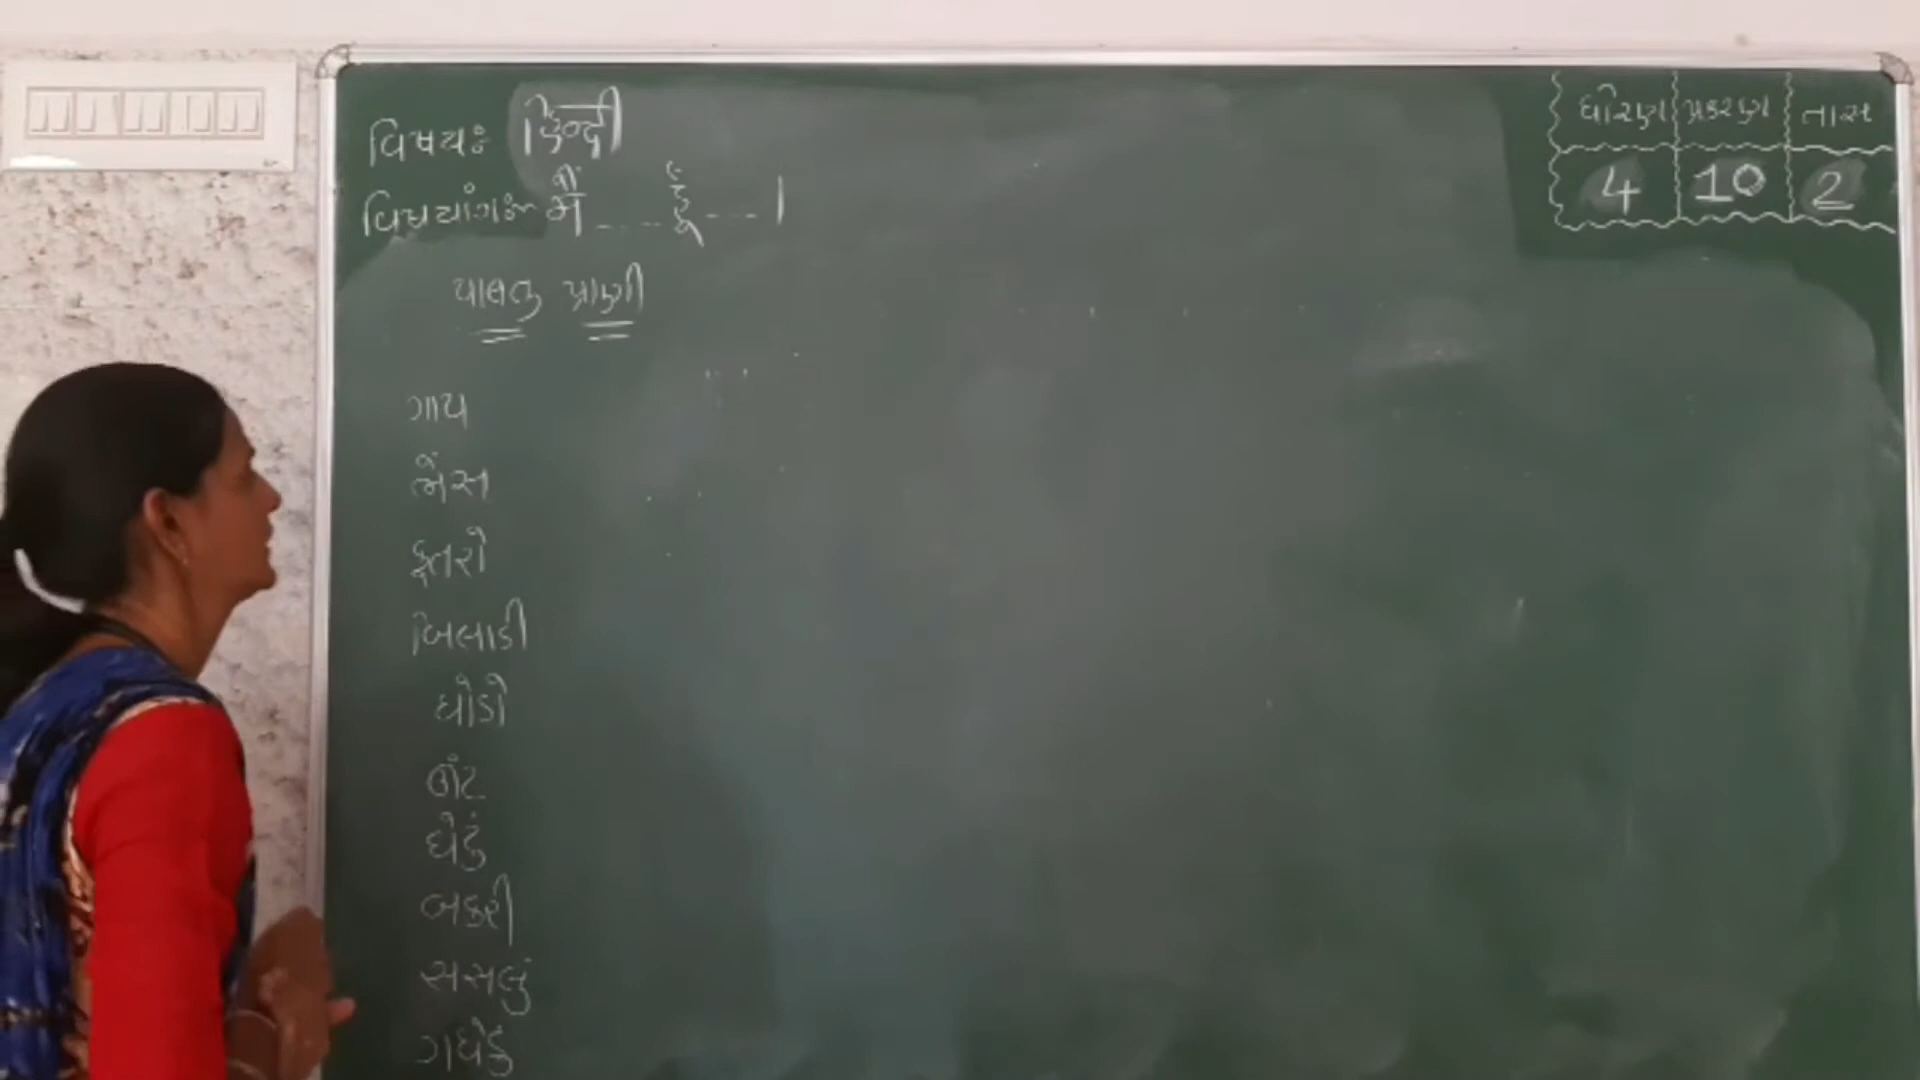 વિષય: हिन्दी
વિષયાંગ:- मैं ---- हूँ ---- ।
ધોરણ પ્રકરણ તાસ
4 10 2
પાલતુ પ્રાણી
ગાય
ભેંસ
કૂતરો
બિલાડી
ઘોડો
ઊંટ
ઘેટું
બકરી
સસલું
ગધેડું